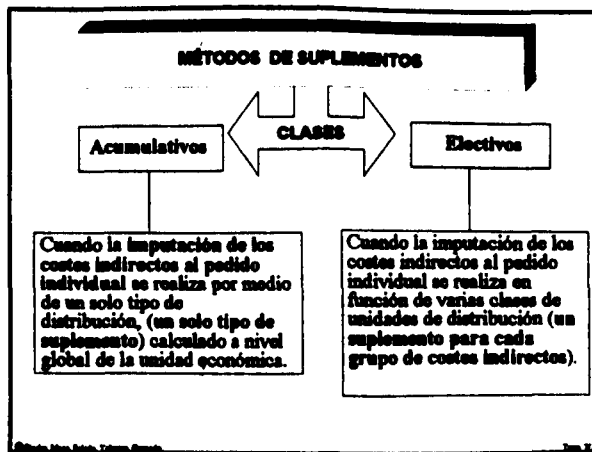 MÉTODOS DE SUPLEMENTOS
CLASES
Acumulativos
Electivos
Cuando la imputación de los
costes indirectos al pedido
individual se realiza por medio
de un solo tipo de
distribución, (un solo tipo de
suplemento) calculado a nivel
global de la unidad económica.
Cuando la imputación de los
costes indirectos al pedido
individual se realiza en
función de varias clases de
unidades de distribución (un
suplemento para cada
grupo de costes indirectos).